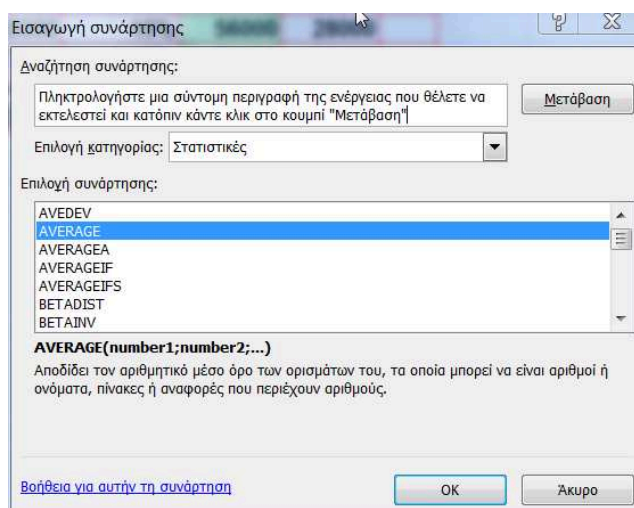 Εισαγωγή συνάρτησης
56000 28000
Αναζήτηση συνάρτησης:
Πληκτρολογήστε μια σύντομη περιγραφή της ενέργειας που θέλετε να
εκτελεστεί και κατόπιν κάντε κλικ στο κουμπί "Μετάβαση"
Μετάβαση
Επιλογή κατηγορίας: Στατιστικές
Επιλογή συνάρτησης:
AVEDEV
AVERAGE
AVERAGEA
AVERAGEIF
AVERAGEIFS
BETADIST
BETAINV
AVERAGE(number1;number2;...)
Αποδίδει τον αριθμητικό μέσο όρο των ορισμάτων του, τα οποία μπορεί να είναι αριθμοί ή
ονόματα, πίνακες ή αναφορές που περιέχουν αριθμούς.
Βοήθεια για αυτήν τη συνάρτηση
OK
Άκυρο